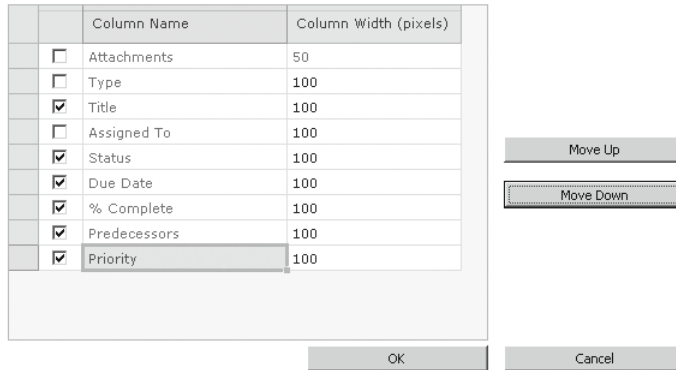 Column Name Column Width (pixels)
Attachments 50
Type 100
Title 100
Assigned To 100
Status 100
Due Date 100
% Complete 100
Predecessors 100
Priority 100
Move Up
Move Down
OK Cancel